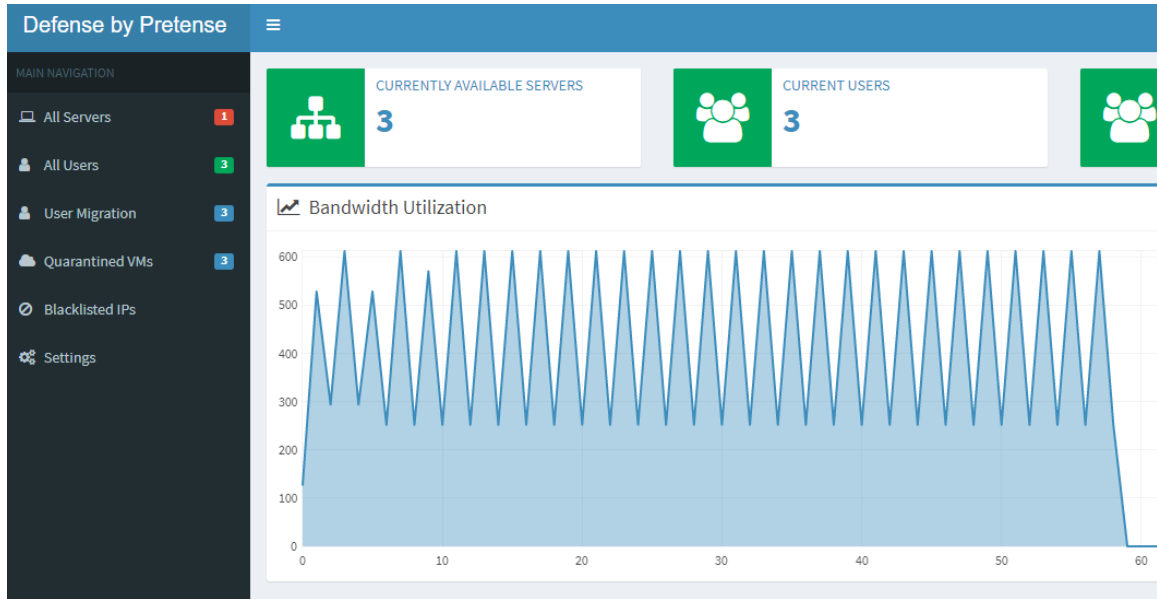 Defense by Pretense
MAIN NAVIGATION
All Servers 1
All Users 3
User Migration 3
Quarantined VMs 3
Blacklisted IPs
Settings
CURRENTLY AVAILABLE SERVERS
3
CURRENT USERS
3
Bandwidth Utilization
600
500
400
300
200
100
0
0 10 20 30 40 50 60